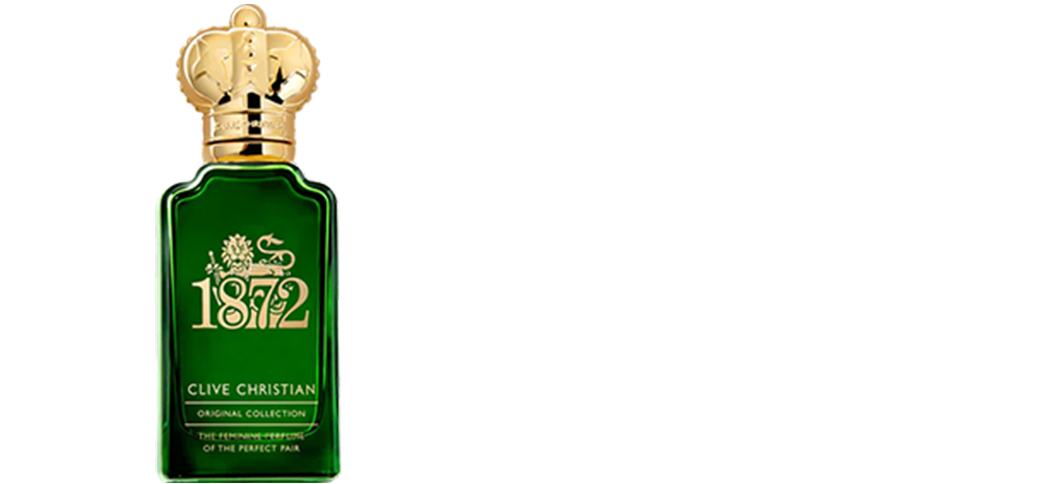 1872
CLIVE CHRISTIAN
ORIGINAL COLLECTION
THE FEMININE PERFUME
OF THE PERFECT PAIR